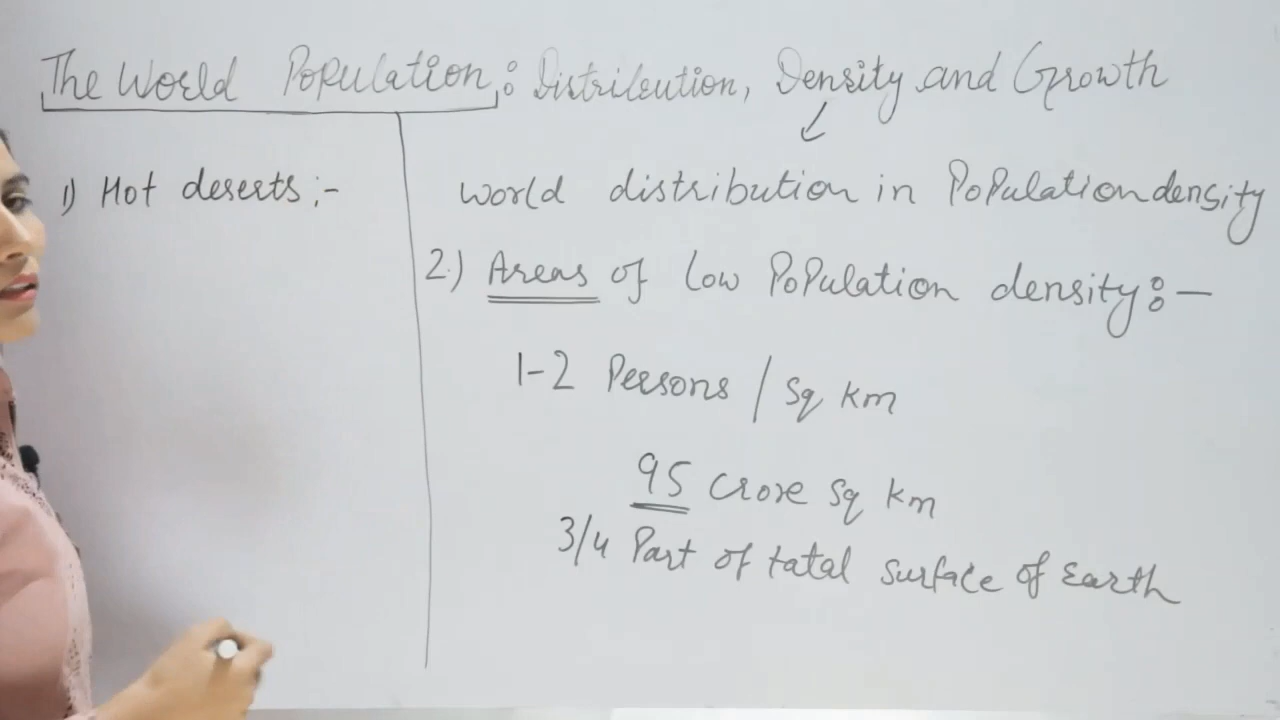 The World Population : Distribution, Density and Growth
1) Hot deserts :-
World distribution in Population density
2.) Areas of low Population density :-
1-2 Persons / Sq km
95 Crore Sq km
3/4 Part of tatal surface of Earth